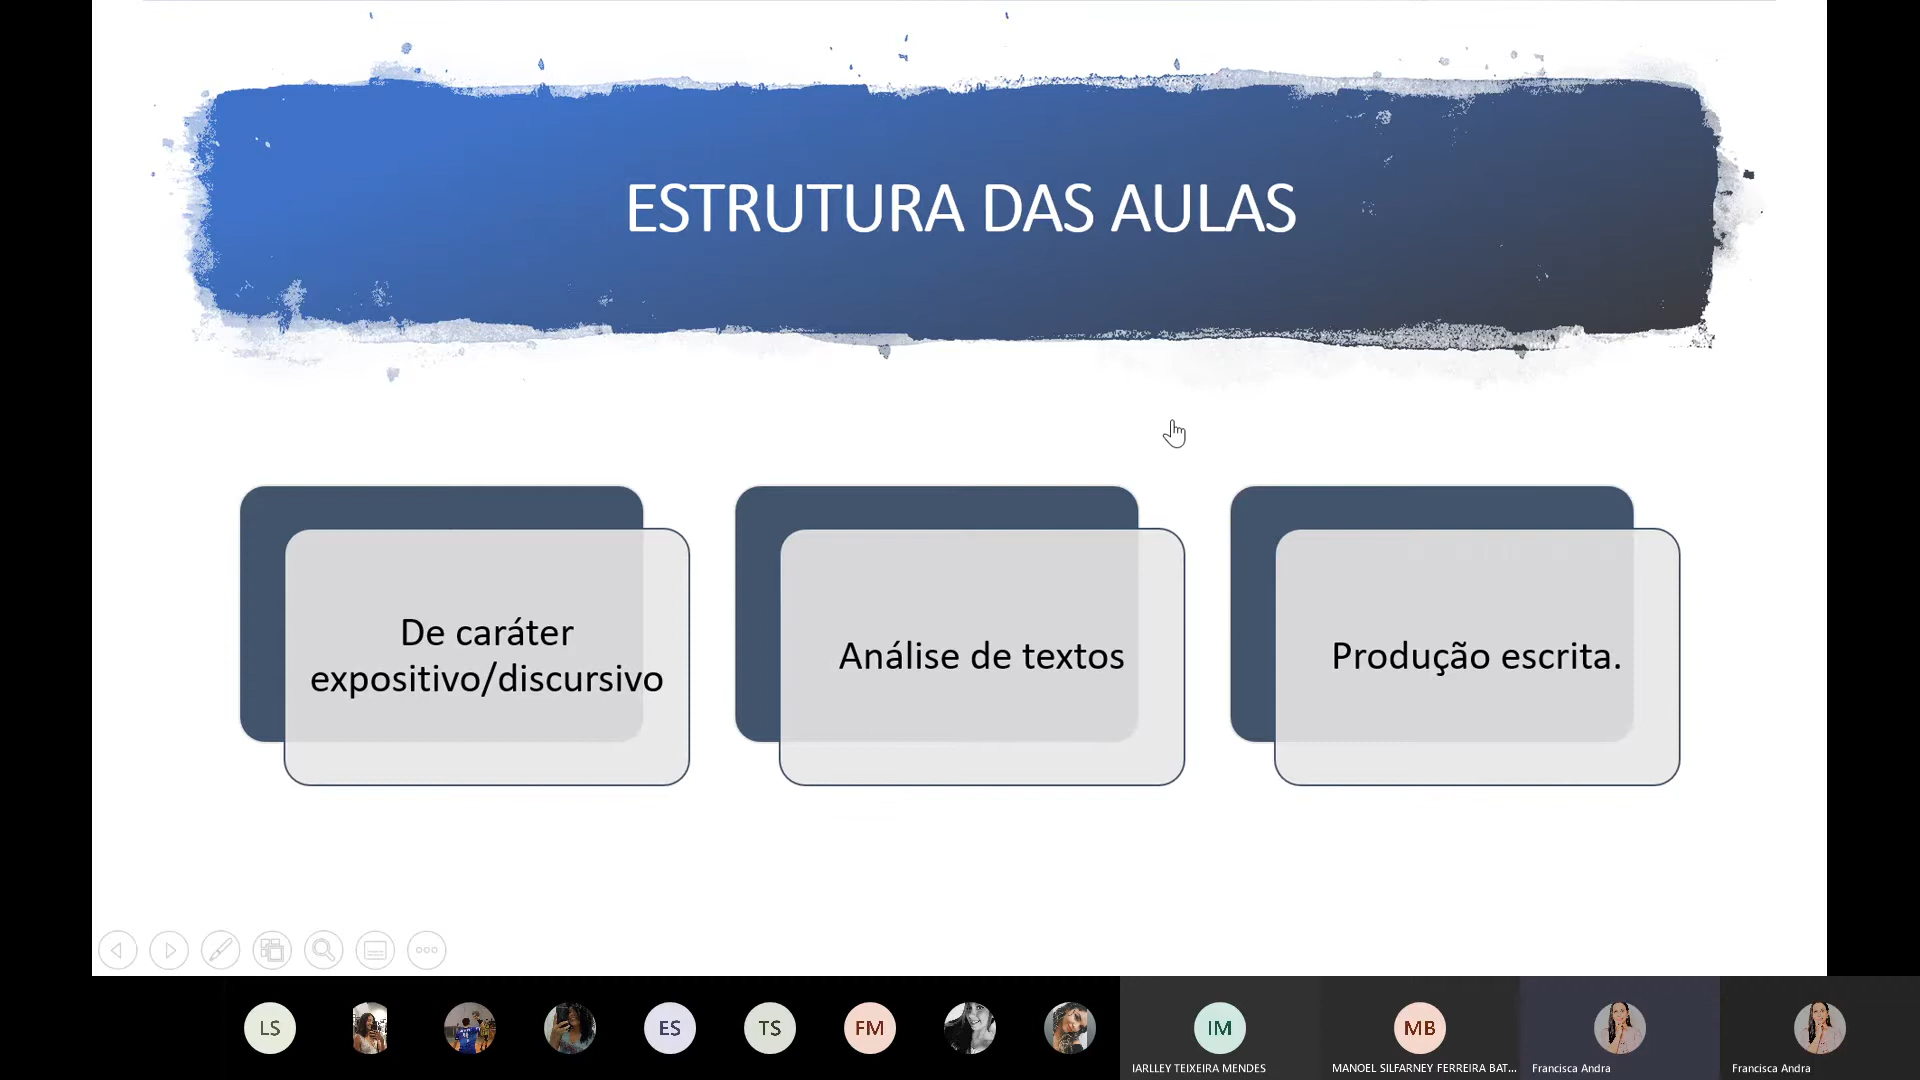 ESTRUTURA DAS AULAS
De caráter
expositivo/discursivo
Análise de textos
Produção escrita.
LS
ES
TS
FM
IM
MB
IARLLEY TEIXEIRA MENDES
MANOEL SILFARNEY FERREIRA BAT...
Francisca Andra
Francisca Andra